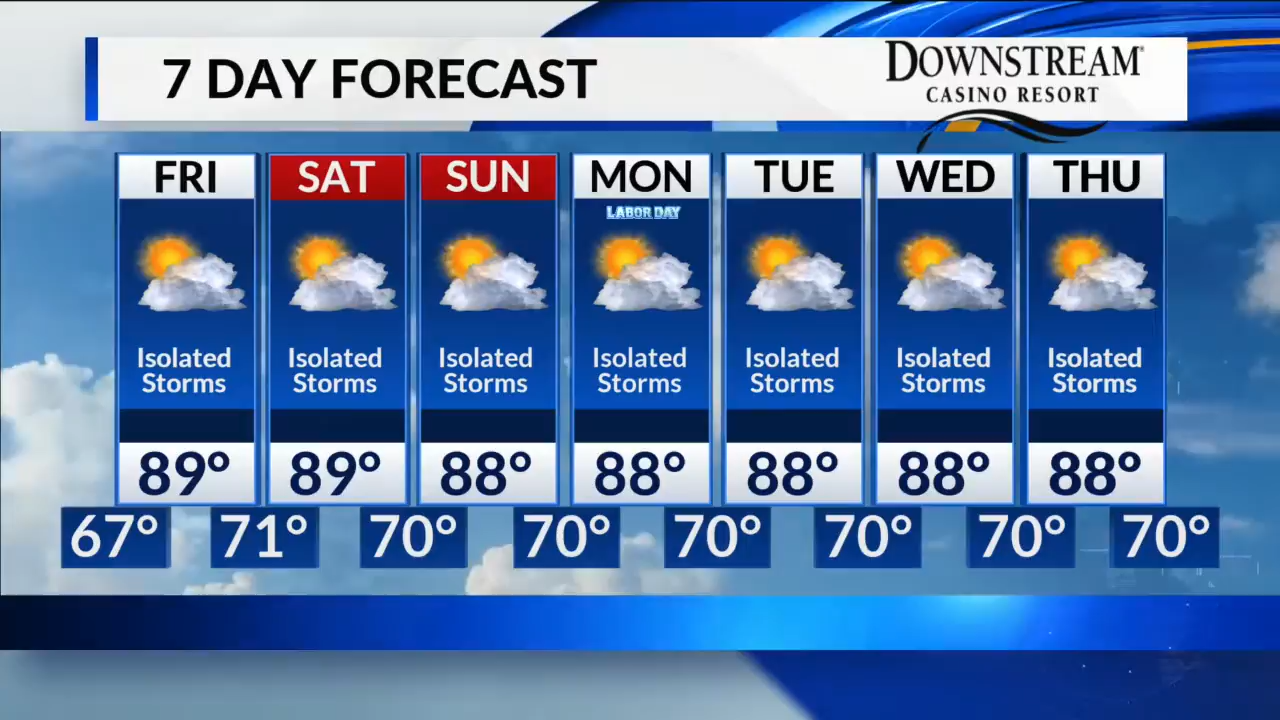 7 DAY FORECAST
DOWNSTREAM®
CASINO RESORT
FRI SAT SUN MON TUE WED THU
LABOR DAY
Isolated Isolated Isolated Isolated Isolated Isolated Isolated
Storms Storms Storms Storms Storms Storms Storms
89° 89° 88° 88° 88° 88° 88°
67° 71° 70° 70° 70° 70° 70° 70°